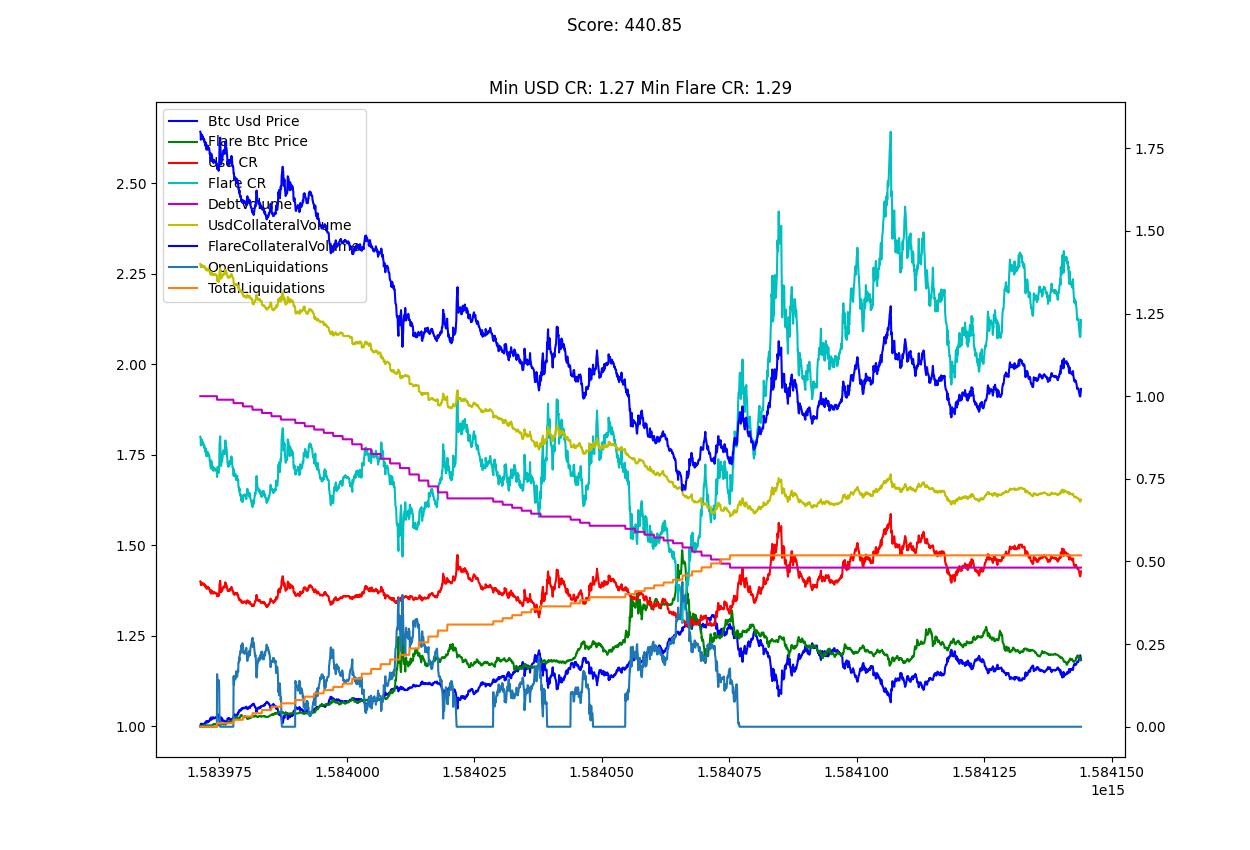 Score: 440.85
Min USD CR: 1.27 Min Flare CR: 1.29
Btc Usd Price
Flare Btc Price
Usd CR
Flare CR
DebtVolume
UsdCollateralVolume
FlareCollateralVolume
OpenLiquidations
TotalLiquidations
2.50
2.25
2.00
1.75
1.50
1.25
1.00
1.75
1.50
1.25
1.00
0.75
0.50
0.25
0.00
1.583975 1.584000 1.584025 1.584050 1.584075 1.584100 1.584125 1.584150
1e15